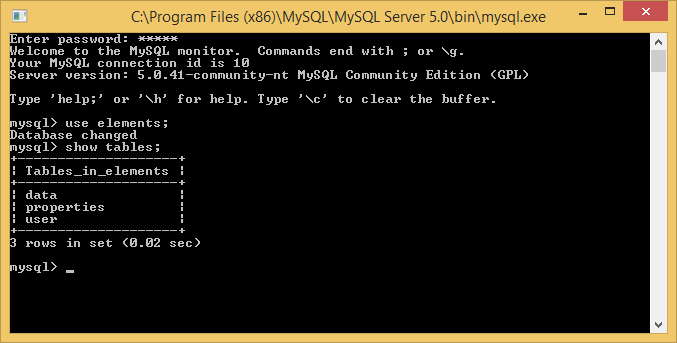 C:\Program Files (x86)\MySQL\MySQL Server 5.0\bin\mysql.exe
Enter password: *****
Welcome to the MySQL monitor.  Commands end with ; or \g.
Your MySQL connection id is 10
Server version: 5.0.41-community-nt MySQL Community Edition (GPL)
Type 'help;' or '\h' for help. Type '\c' to clear the buffer.
mysql> use elements;
Database changed
mysql> show tables;
+--------------------+
| Tables_in_elements |
+--------------------+
| data               |
| properties         |
| user               |
+--------------------+
3 rows in set (0.02 sec)
mysql> _